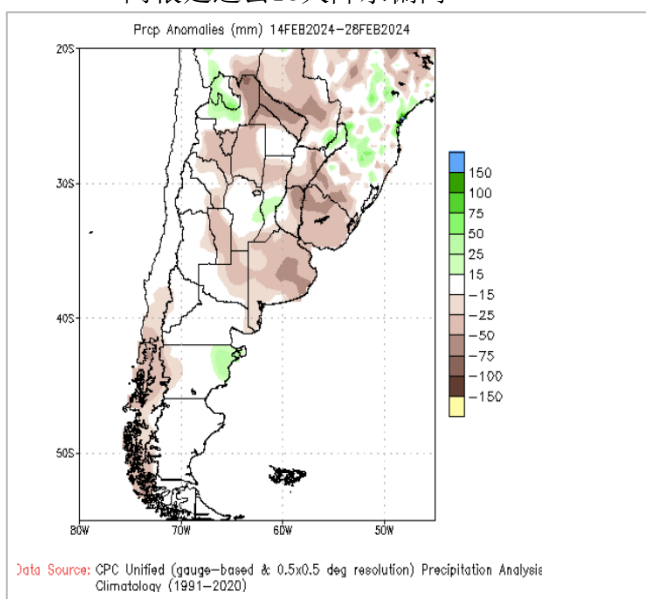 Prcp Anomalies (mm) 14FEB2024-28FEB2024
20S
30S
40S
50S
80W
70W
60W
50W
150
100
75
50
25
15
-15
-25
-50
-75
-100
-150
Data Source: CPC Unified (gauge-based & 0.5x0.5 deg resolution) Precipitation Analysis
Climatology (1991-2020)